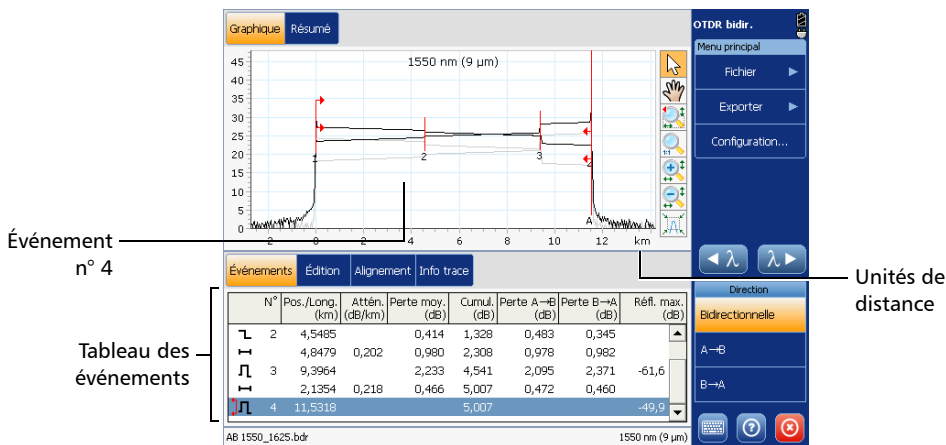 Graphique Résumé
OTDR bidir.
Menu principal
Fichier
Exporter
Configuration...
1550 nm (9 µm)
45
40
35
30
25
20
15
10
5
0
1
2
3
A
2 0 2 4 6 8 10 12 km
1:1
Événement
n° 4
Unités de
distance
λ λ
Événements Édition Alignement Info trace
Direction
Bidirectionnelle
A→B
B→A
Tableau des
événements
N° Pos./Long. Attén. Perte moy. Cumul. Perte A→B Perte B→A Réfl. max.
(km) (dB/km) (dB) (dB) (dB) (dB) (dB)
2 4,5485 0,414 1,328 0,483 0,345
4,8479 0,202 0,980 2,308 0,978 0,982
3 9,3964 2,233 4,541 2,095 2,371 -61,6
2,1354 0,218 0,466 5,007 0,472 0,460
4 11,5318 5,007 -49,9
AB 1550_1625.bdr 1550 nm (9 µm)